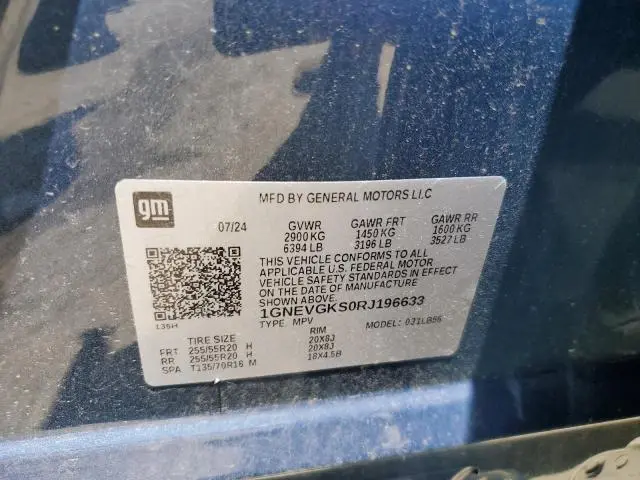 gm
MFD BY GENERAL MOTORS LLC
07/24 GVWR GAWR FRT GAWR RR
2900 KG 1450 KG 1600 KG
6394 LB 3196 LB 3527 LB
THIS VEHICLE CONFORMS TO ALL
APPLICABLE U.S. FEDERAL MOTOR
VEHICLE SAFETY STANDARDS IN EFFECT
ON THE DATE OF MANUFACTURE
SHOWN ABOVE.
1GNEVGKS0RJ196633
TYPE: MPV MODEL:
TIRE SIZE RIM
FRT 255/55R20 H 20X8J
RR 255/55R20 H 20X8J
SPA T135/70R18 M 18X4.5B